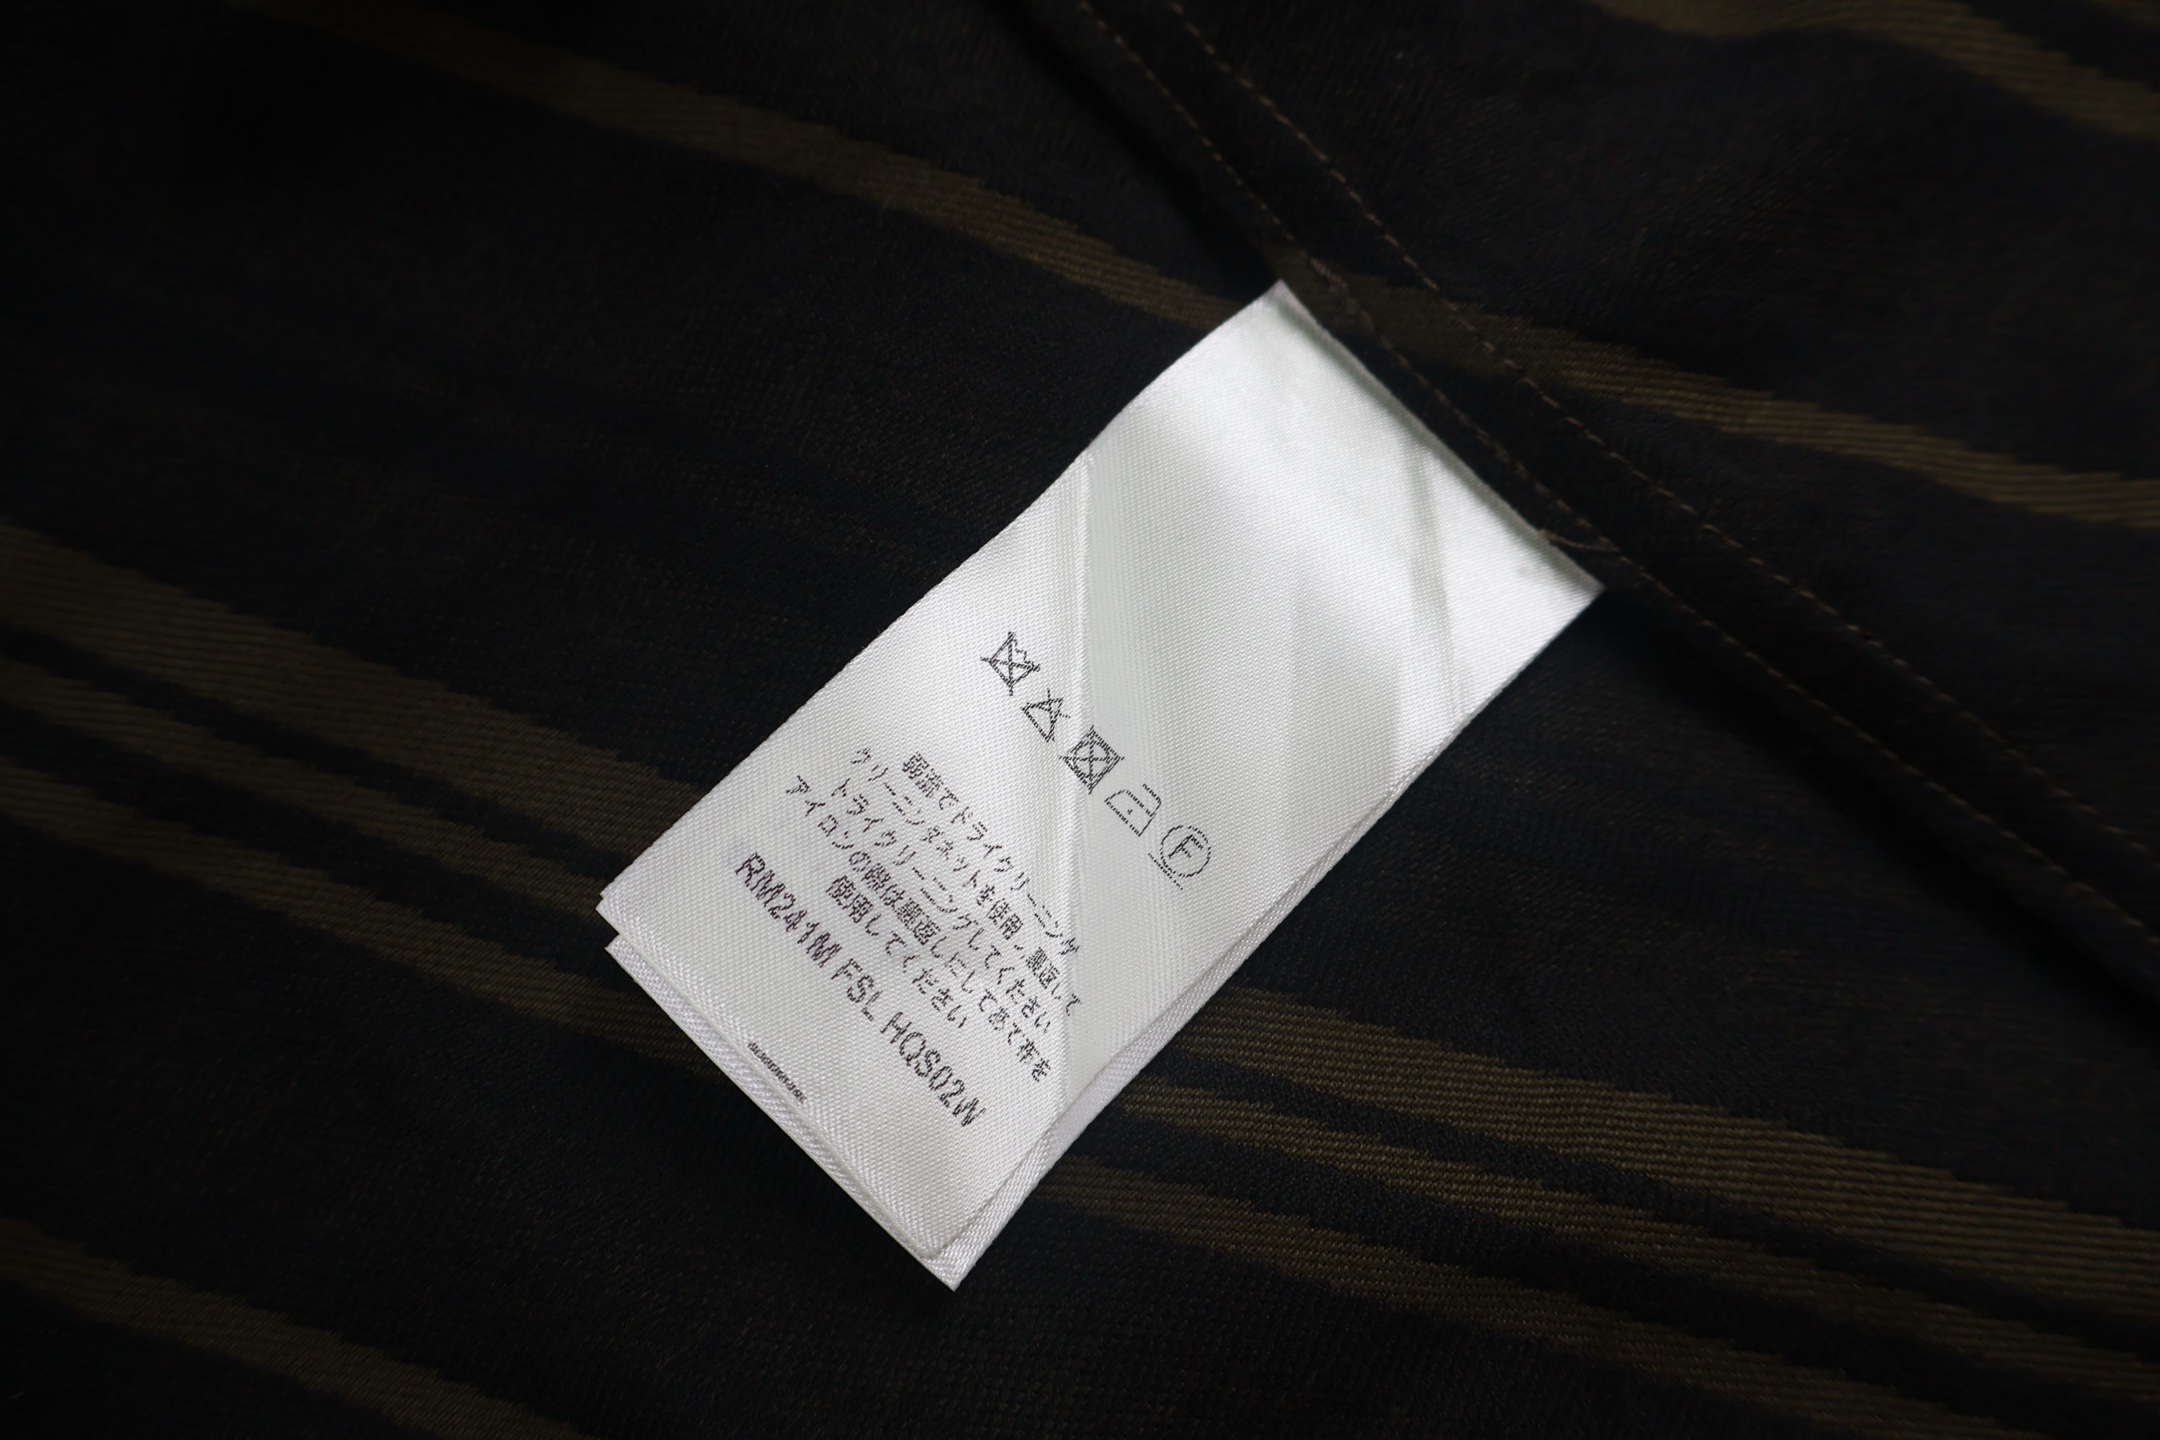 F
弱流でドライクリーニング
クリーニングネットを使用し、裏返して
ドライクリーニングしてください
アイロンの際は裏返しにしてあて布を
使用してください
RM241M FSL HQS02W